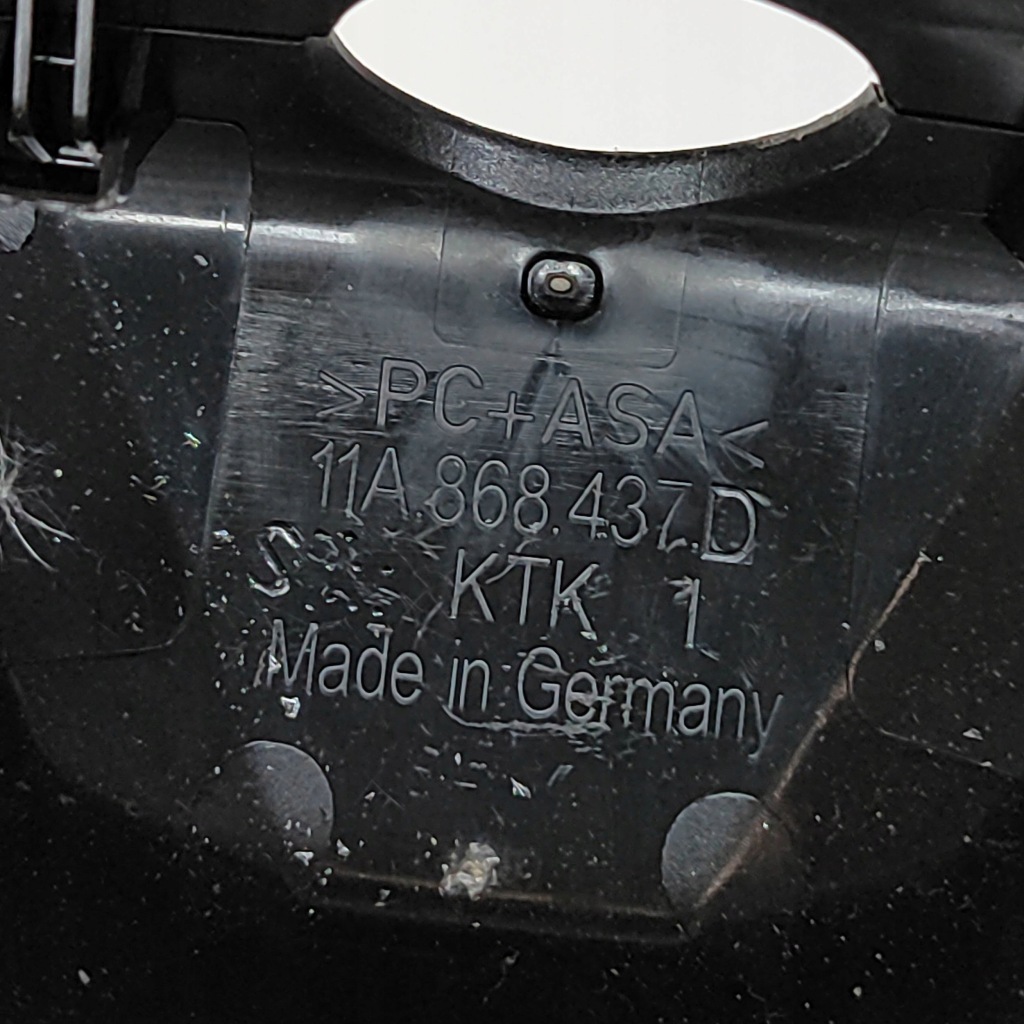 >PC+ASA<
11A.868.437.D
KTK 1
Made in Germany